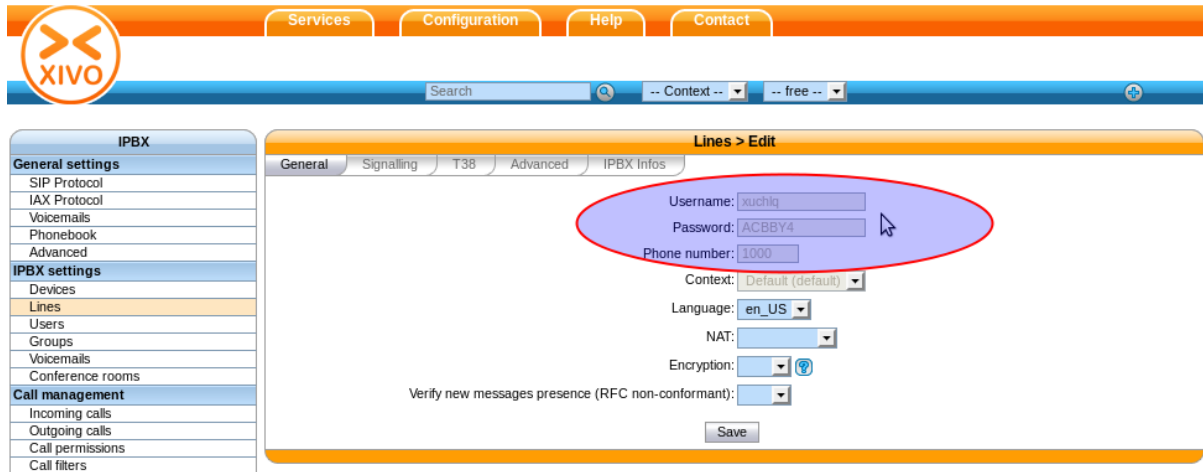 Services Configuration Help Contact
XIVO
Search -- Context -- -- free --
IPBX
General settings
SIP Protocol
IAX Protocol
Voicemails
Phonebook
Advanced
IPBX settings
Devices
Lines
Users
Groups
Voicemails
Conference rooms
Call management
Incoming calls
Outgoing calls
Call permissions
Call filters
Lines > Edit
General Signalling T38 Advanced IPBX Infos
Username: xuchlq
Password: ACBBY4
Phone number: 1000
Context: Default (default)
Language: en_US
NAT:
Encryption:
Verify new messages presence (RFC non-conformant):
Save